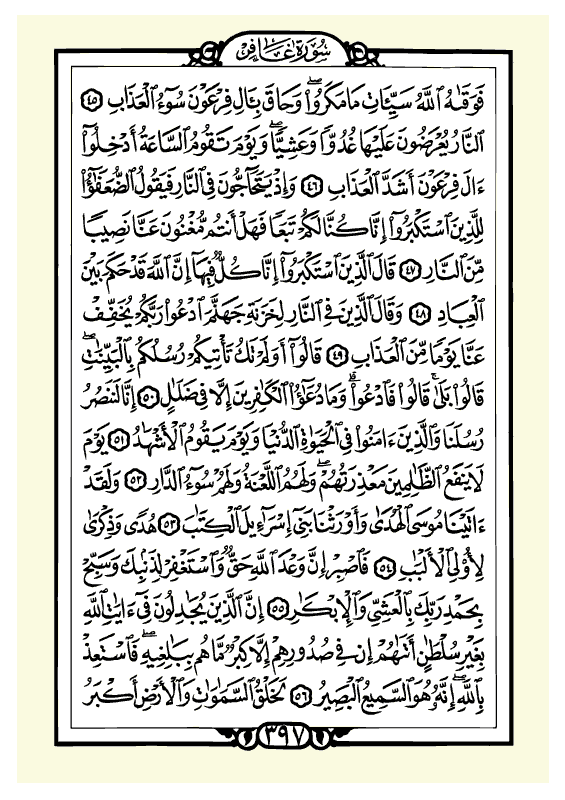 سُورَةُ غَافِرٍ
فَوَقَىٰهُ ٱللَّهُ سَيِّـَٔاتِ مَا مَكَرُوا۟ ۖ وَحَاقَ بِـَٔالِ فِرْعَوْنَ سُوٓءُ ٱلْعَذَابِ ٤٥
ٱلنَّارُ يُعْرَضُونَ عَلَيْهَا غُدُوًّا وَعَشِيًّا ۖ وَيَوْمَ تَقُومُ ٱلسَّاعَةُ أَدْخِلُوٓا۟
ءَالَ فِرْعَوْنَ أَشَدَّ ٱلْعَذَابِ ٤٦ وَإِذْ يَتَحَآجُّونَ فِى ٱلنَّارِ فَيَقُولُ ٱلضُّعَفَـٰٓؤُا۟
لِلَّذِينَ ٱسْتَكْبَرُوٓا۟ إِنَّا كُنَّا لَكُمْ تَبَعًا فَهَلْ أَنتُم مُّغْنُونَ عَنَّا نَصِيبًا
مِّنَ ٱلنَّارِ ٤٧ قَالَ ٱلَّذِينَ ٱسْتَكْبَرُوٓا۟ إِنَّا كُلٌّ فِيهَآ إِنَّ ٱللَّهَ قَدْ حَكَمَ بَيْنَ
ٱلْعِبَادِ ٤٨ وَقَالَ ٱلَّذِينَ فِى ٱلنَّارِ لِخَزَنَةِ جَهَنَّمَ ٱدْعُوا۟ رَبَّكُمْ يُخَفِّفْ
عَنَّا يَوْمًا مِّنَ ٱلْعَذَابِ ٤٩ قَالُوٓا۟ أَوَلَمْ تَكُ تَأْتِيكُمْ رُسُلُكُم بِٱلْبَيِّنَـٰتِ ۖ
قَالُوا۟ بَلَىٰ ۚ قَالُوا۟ فَٱدْعُوا۟ ۗ وَمَا دُعَـٰٓؤُا۟ ٱلْكَـٰفِرِينَ إِلَّا فِى ضَلَـٰلٍ ٥٠ إِنَّا لَنَنصُرُ
رُسُلَنَا وَٱلَّذِينَ ءَامَنُوا۟ فِى ٱلْحَيَوٰةِ ٱلدُّنْيَا وَيَوْمَ يَقُومُ ٱلْأَشْهَـٰدُ ٥١ يَوْمَ
لَا يَنفَعُ ٱلظَّـٰلِمِينَ مَعْذِرَتُهُمْ ۖ وَلَهُمُ ٱللَّعْنَةُ وَلَهُمْ سُوٓءُ ٱلدَّارِ ٥٢ وَلَقَدْ
ءَاتَيْنَا مُوسَى ٱلْهُدَىٰ وَأَوْرَثْنَا بَنِىٓ إِسْرَٰٓءِيلَ ٱلْكِتَـٰبَ ٥٣ هُدًى وَذِكْرَىٰ
لِأُو۟لِى ٱلْأَلْبَـٰبِ ٥٤ فَٱصْبِرْ إِنَّ وَعْدَ ٱللَّهِ حَقٌّ وَٱسْتَغْفِرْ لِذَنۢبِكَ وَسَبِّحْ
بِحَمْدِ رَبِّكَ بِٱلْعَشِىِّ وَٱلْإِبْكَـٰرِ ٥٥ إِنَّ ٱلَّذِينَ يُجَـٰدِلُونَ فِىٓ ءَايَـٰتِ ٱللَّهِ
بِغَيْرِ سُلْطَـٰنٍ أَتَىٰهُمْ إِن فِى صُدُورِهِمْ إِلَّا كِبْرٌ مَّا هُم بِبَـٰلِغِيهِ ۚ فَٱسْتَعِذْ
بِٱللَّهِ ۖ إِنَّهُۥ هُوَ ٱلسَّمِيعُ ٱلْبَصِيرُ ٥٦ لَخَلْقُ ٱلسَّمَـٰوَٰتِ وَٱلْأَرْضِ أَكْبَرُ
٣٩٧